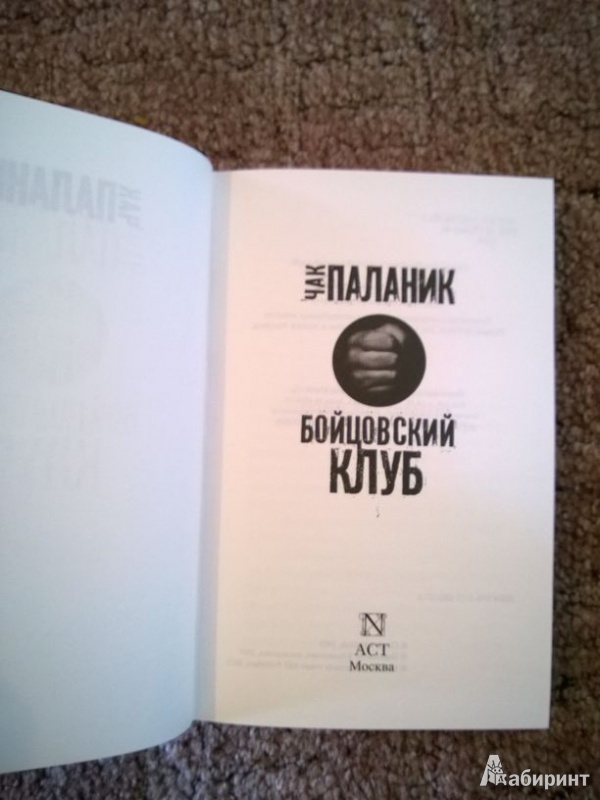 ЧАК ПАЛАНИК
БОЙЦОВСКИЙ
КЛУБ
N
АСТ
Москва
Лабиринт